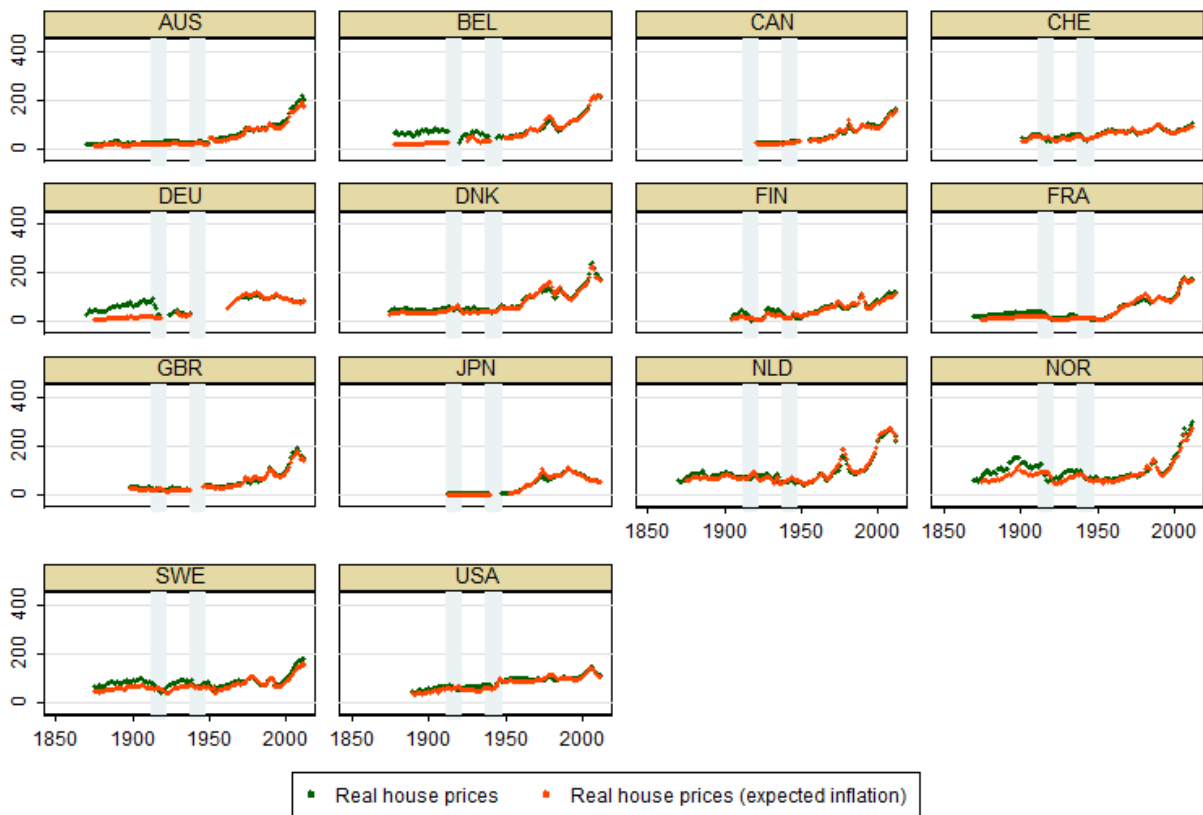 AUS BEL CAN CHE
400
200
0
DEU DNK FIN FRA
400
200
0
GBR JPN NLD NOR
400
200
0
1850 1900 1950 2000 1850 1900 1950 2000
SWE USA
400
200
0
1850 1900 1950 2000 1850 1900 1950 2000
Real house prices Real house prices (expected inflation)